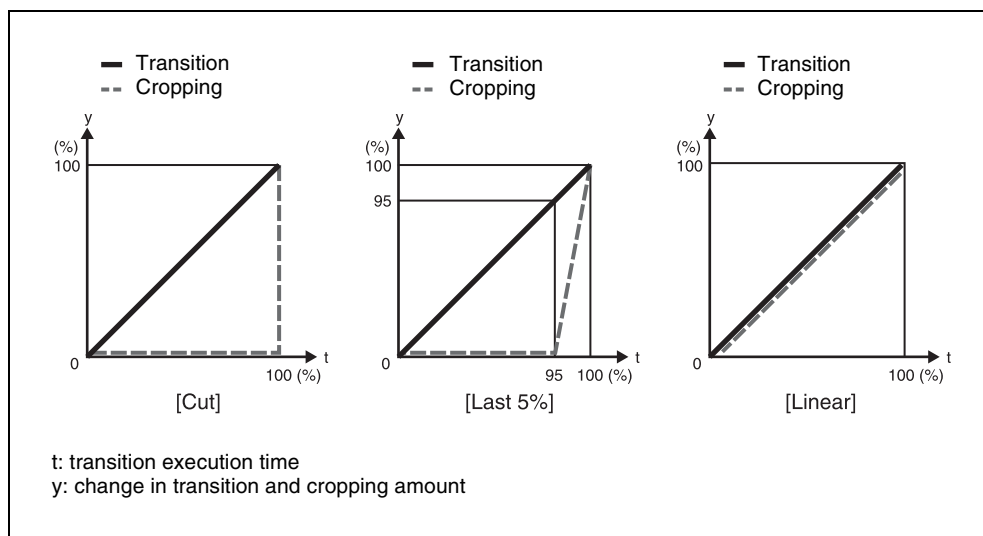 Transition
Cropping
y
(%)
100
0
t
100 (%)
[Cut]
Transition
Cropping
y
(%)
100
95
0
t
95 100 (%)
[Last 5%]
Transition
Cropping
y
(%)
100
0
t
100 (%)
[Linear]
t: transition execution time
y: change in transition and cropping amount